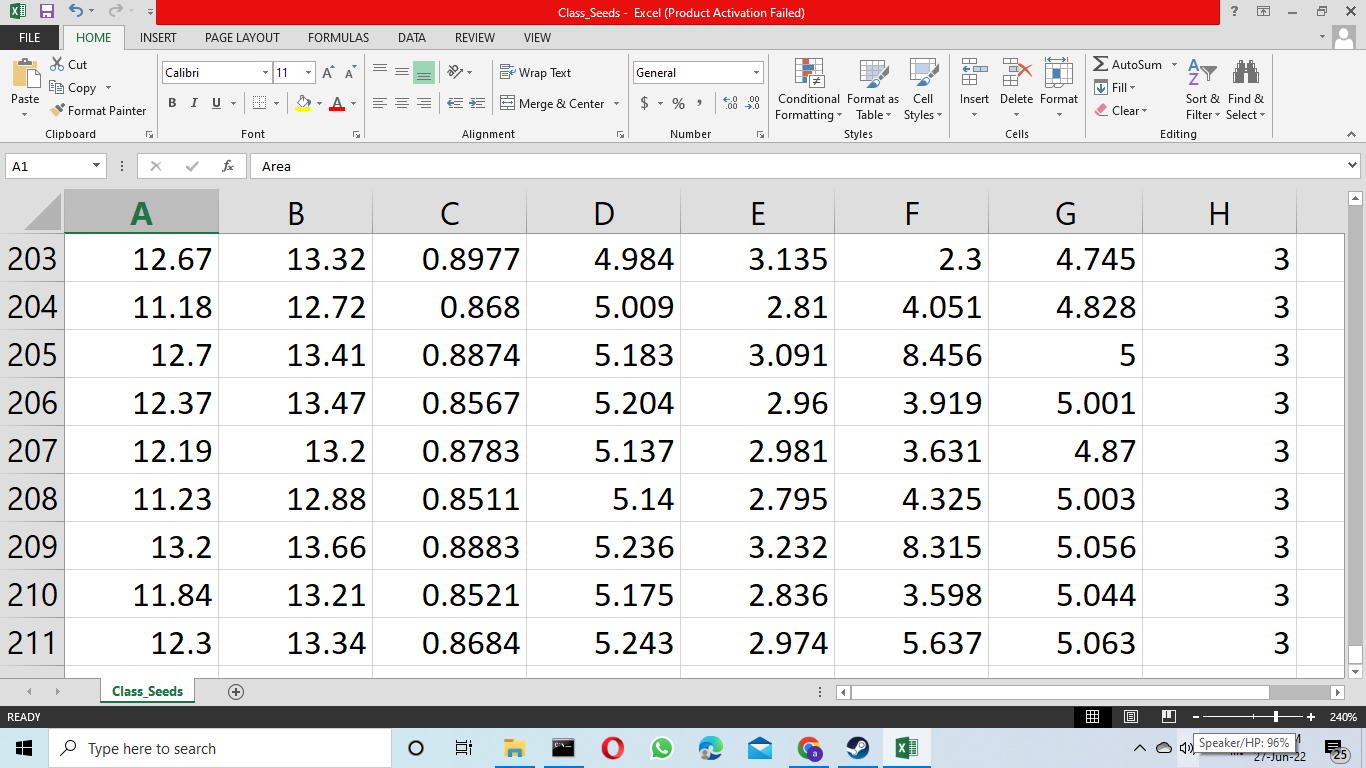 Class_Seeds - Excel (Product Activation Failed)
FILE HOME INSERT PAGE LAYOUT FORMULAS DATA REVIEW VIEW
Paste
Cut
Copy
Format Painter
Clipboard
Calibri 11
B I U
Font
Wrap Text
Merge & Center
Alignment
General
$ %
Number
Conditional Formatting
Format as Table
Cell Styles
Styles
Insert Delete Format
Cells
AutoSum
Fill
Clear
Sort & Filter
Find & Select
Editing
A1 fx Area
A B C D E F G H
203 12.67 13.32 0.8977 4.984 3.135 2.3 4.745 3
204 11.18 12.72 0.868 5.009 2.81 4.051 4.828 3
205 12.7 13.41 0.8874 5.183 3.091 8.456 5 3
206 12.37 13.47 0.8567 5.204 2.96 3.919 5.001 3
207 12.19 13.2 0.8783 5.137 2.981 3.631 4.87 3
208 11.23 12.88 0.8511 5.14 2.795 4.325 5.003 3
209 13.2 13.66 0.8883 5.236 3.232 8.315 5.056 3
210 11.84 13.21 0.8521 5.175 2.836 3.598 5.044 3
211 12.3 13.34 0.8684 5.243 2.974 5.637 5.063 3
Class_Seeds
READY 240%
Type here to search
Speaker/HP: 96%
27-Jun-22
25